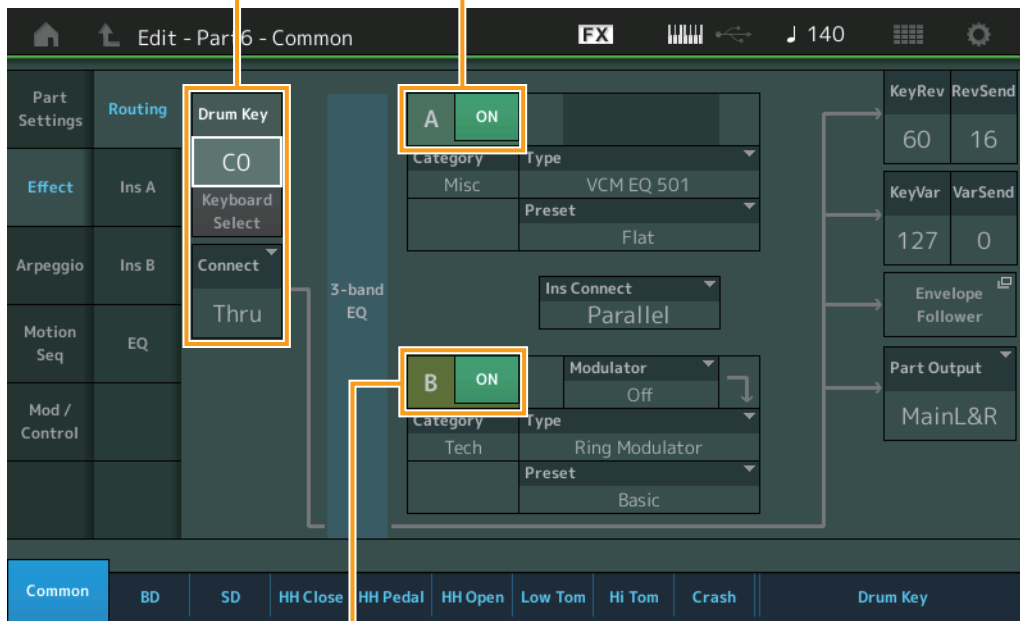 Edit - Part6 - Common
FX
♩ 140
Part
Settings
Effect
Arpeggio
Motion
Seq
Mod /
Control
Routing
Ins A
Ins B
EQ
Drum Key
C0
Keyboard
Select
Connect
Thru
3-band
EQ
A ON
Category Type
Misc VCM EQ 501
Preset
Flat
Ins Connect
Parallel
B ON
Modulator
Off
Category Type
Tech Ring Modulator
Preset
Basic
KeyRev RevSend
60 16
KeyVar VarSend
127 0
Envelope
Follower
Part Output
MainL&R
Common BD SD HH Close HH Pedal HH Open Low Tom Hi Tom Crash Drum Key